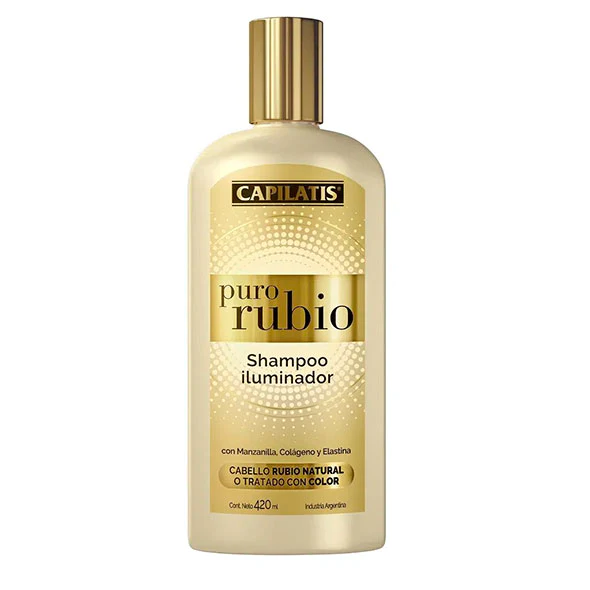 CAPILATIS®
puro
rubio
Shampoo
iluminador
con Manzanilla, Colágeno y Elastina
CABELLO RUBIO NATURAL
O TRATADO CON COLOR
Cont. Neto 420 ml
Industria Argentina